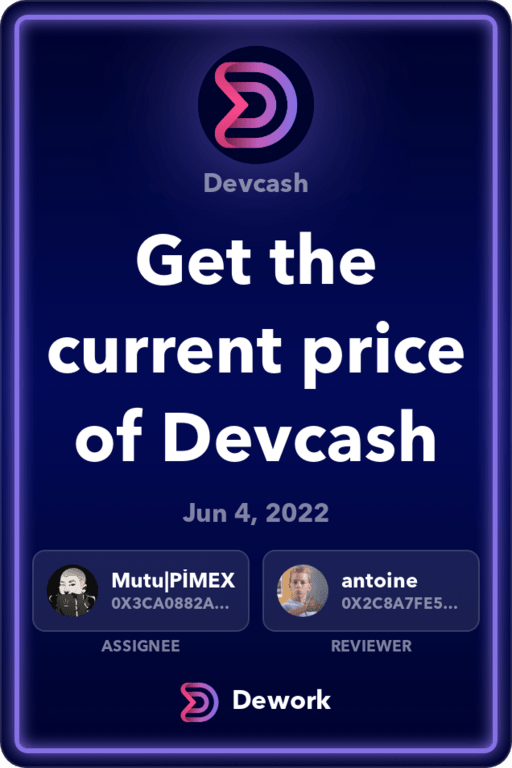 Devcash
Get the
current price
of Devcash
Jun 4, 2022
Mutu|PİMEX
0X3CA0882A...
antoine
0X2C8A7FE5...
ASSIGNEE
REVIEWER
Dework